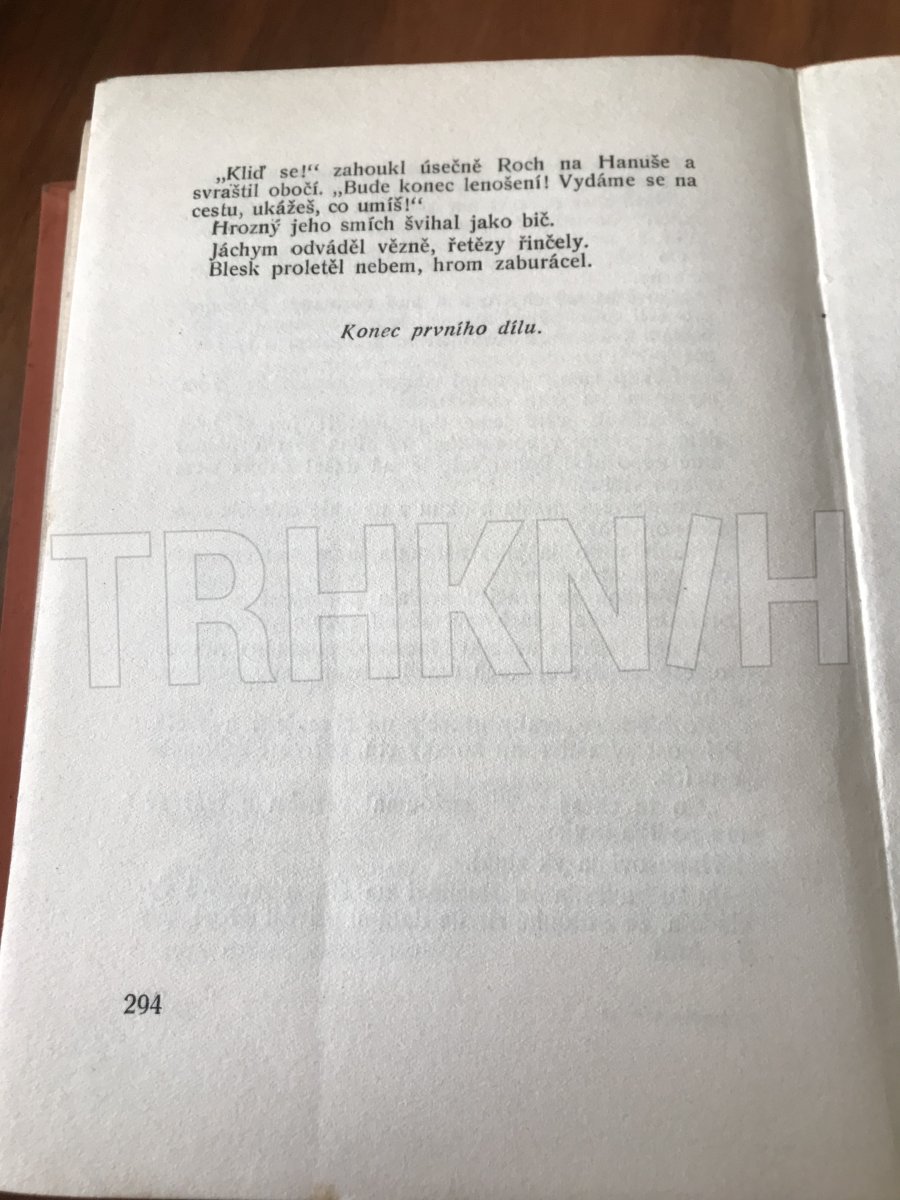 „Kliď se!“ zahoukl úsečně Roch na Hanuše a
svraštil obočí. „Bude konec lenošení! Vydáme se na
cestu, ukážeš, co umíš!“
Hrozný jeho smích švihal jako bič.
Jáchym odváděl vězně, řetězy řinčely.
Blesk proletěl nebem, hrom zaburácel.
Konec prvního dílu.
TRHKN/H
294